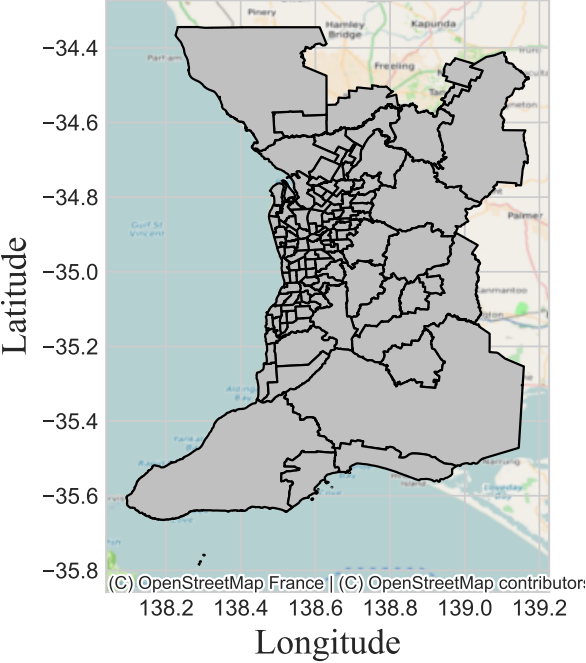 Pinery
Hamley
Bridge
Kapunda
−34.4
Parham
Freeling
−34.6
−34.8
Palmer
Gulf St
Vincent
Latitude
−35.0
−35.2
−35.4
Island
−35.6
−35.8
(C) OpenStreetMap France | (C) OpenStreetMap contributors
138.2 138.4 138.6 138.8 139.0 139.2
Longitude